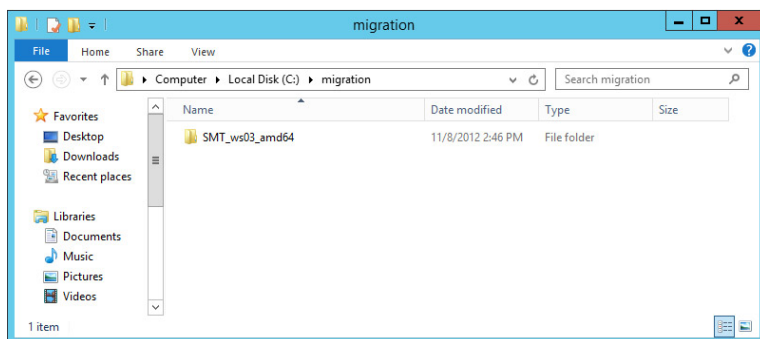 migration
File Home Share View
Computer Local Disk (C:) migration Search migration
Name Date modified Type Size
SMT_ws03_amd64 11/8/2012 2:46 PM File folder
Favorites
Desktop
Downloads
Recent places
Libraries
Documents
Music
Pictures
Videos
1 item